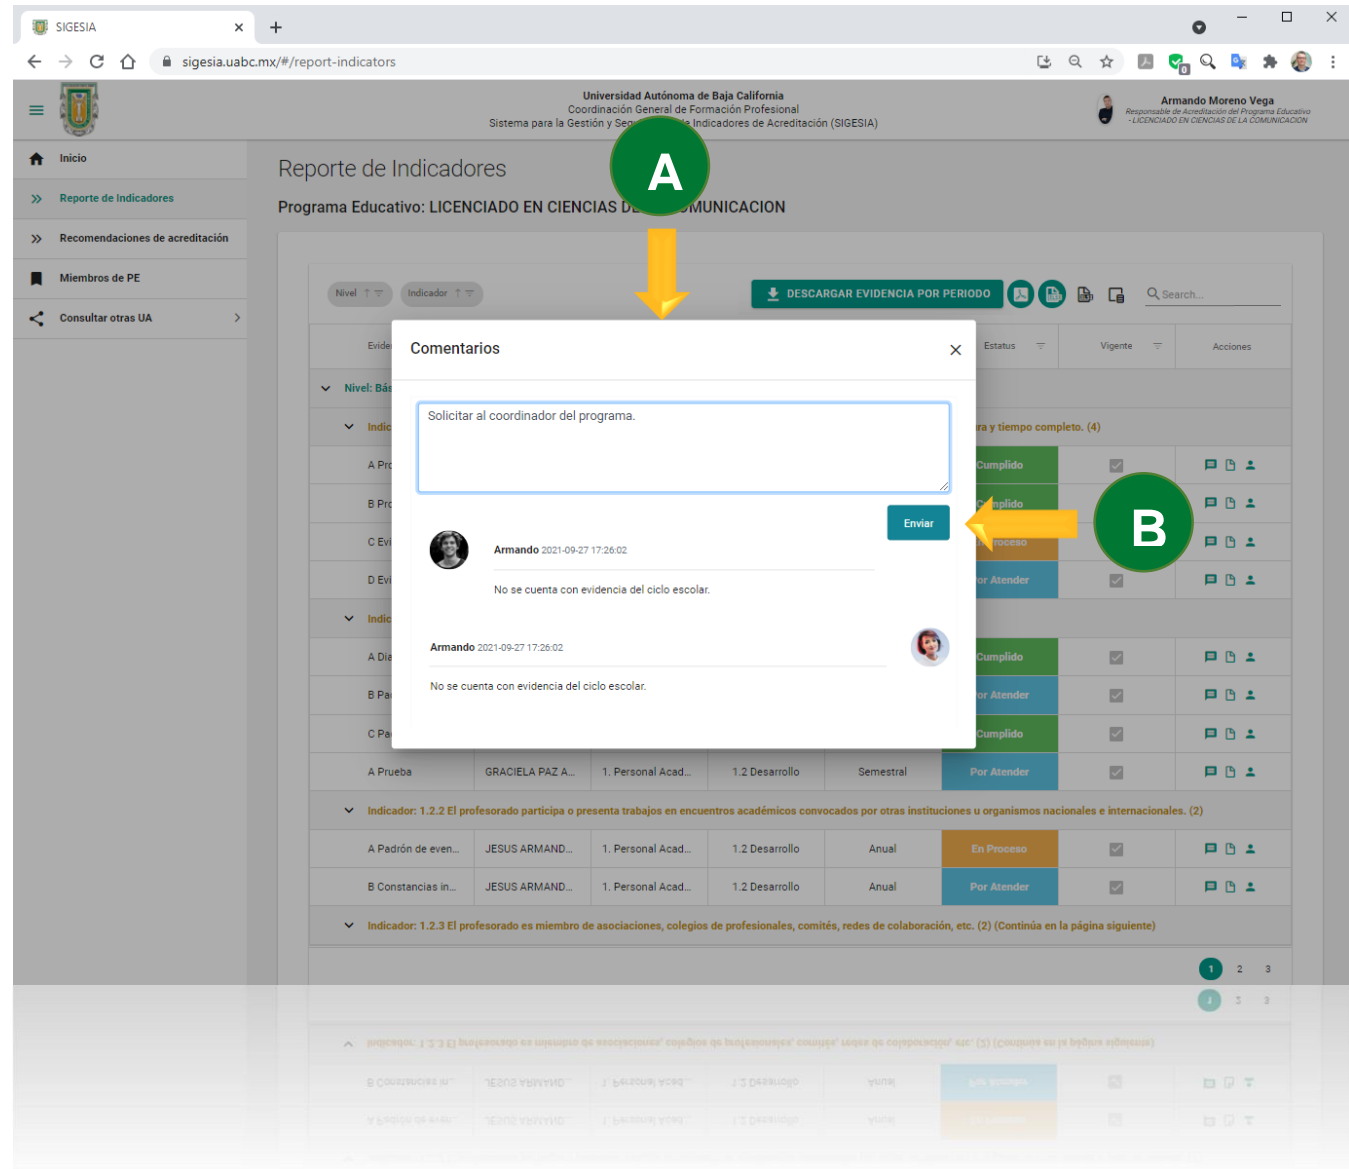 SIGESIA
sigesia.uabc.mx/#/report-indicators
0
Universidad Autónoma de Baja California
Coordinación General de Formación Profesional
Sistema para la Gestión y Indicadores de Acreditación (SIGESIA)
Armando Moreno Vega
Responsable de Acreditación del Programa Educativo
- LICENCIADO EN CIENCIAS DE LA COMUNICACION
Inicio
Reporte de Indicadores
Recomendaciones de acreditación
Miembros de PE
Consultar otras UA
Reporte de Indicadores
Programa Educativo: LICENCIADO EN CIENCIAS
A
Nivel
Indicador
DESCARGAR EVIDENCIA POR PERIODO
Search...
Estatus
Vigente
Acciones
Comentarios
Solicitar al coordinador del programa.
Enviar
B
Armando 2021-09-27 17:26:02
No se cuenta con evidencia del ciclo escolar.
Armando 2021-09-27 17:26:02
No se cuenta con evidencia del ciclo escolar.
y tiempo completo. (4)
Cumplido
Por Atender
Cumplido
Por Atender
Cumplido
A Prueba GRACIELA PAZ A... 1. Personal Acad... 1.2 Desarrollo Semestral Por Atender
Indicador: 1.2.2 El profesorado participa o presenta trabajos en encuentros académicos convocados por otras instituciones u organismos nacionales e internacionales. (2)
A Padrón de even... JESUS ARMAND... 1. Personal Acad... 1.2 Desarrollo Anual En Proceso
B Constancias in... JESUS ARMAND... 1. Personal Acad... 1.2 Desarrollo Anual Por Atender
Indicador: 1.2.3 El profesorado es miembro de asociaciones, colegios de profesionales, comités, redes de colaboración, etc. (2) (Continúa en la página siguiente)
1 2 3